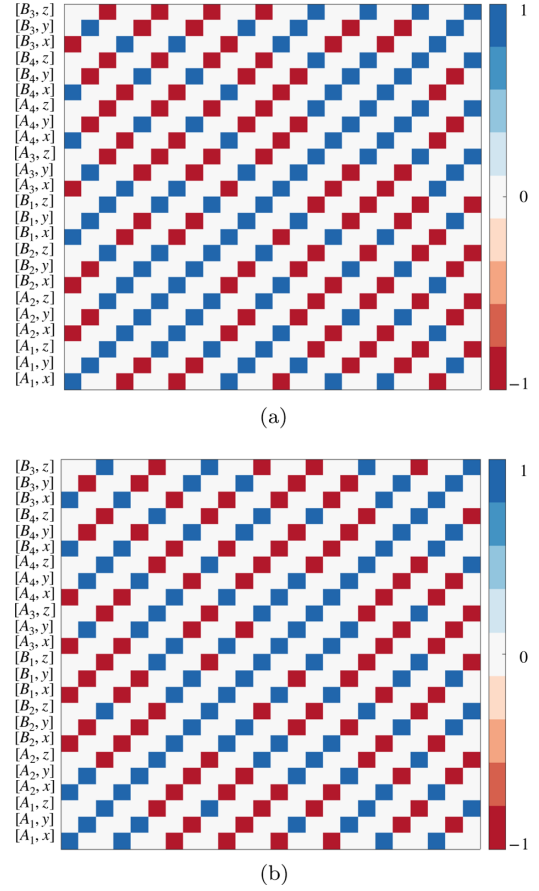 [B3, z]
[B3, y]
[B3, x]
[B4, z]
[B4, y]
[B4, x]
[A4, z]
[A4, y]
[A4, x]
[A3, z]
[A3, y]
[A3, x]
[B1, z]
[B1, y]
[B1, x]
[B2, z]
[B2, y]
[B2, x]
[A2, z]
[A2, y]
[A2, x]
[A1, z]
[A1, y]
[A1, x]
1
0
−1
(a)
[B3, z]
[B3, y]
[B3, x]
[B4, z]
[B4, y]
[B4, x]
[A4, z]
[A4, y]
[A4, x]
[A3, z]
[A3, y]
[A3, x]
[B1, z]
[B1, y]
[B1, x]
[B2, z]
[B2, y]
[B2, x]
[A2, z]
[A2, y]
[A2, x]
[A1, z]
[A1, y]
[A1, x]
1
0
−1
(b)